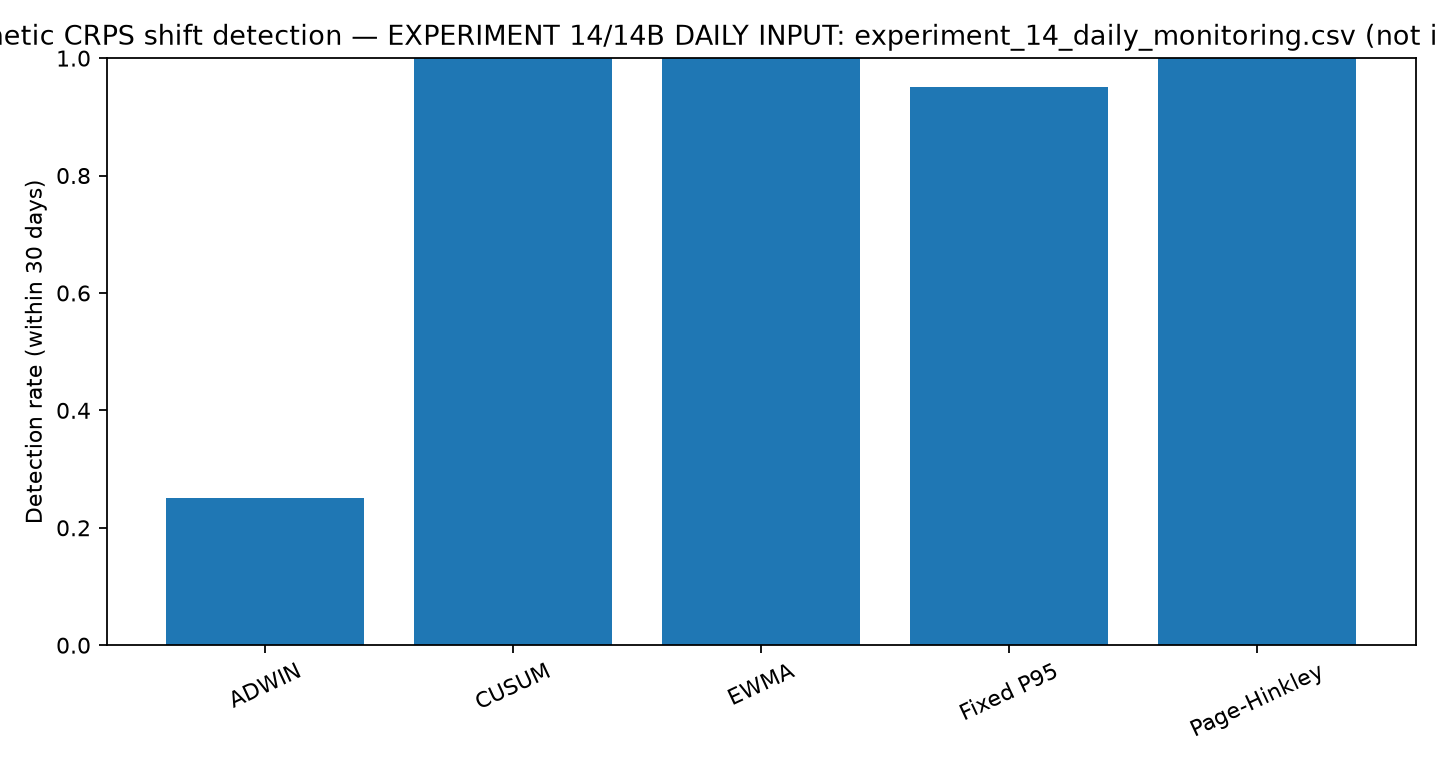 CRPS shift detection — EXPERIMENT 14/14B DAILY INPUT: experiment_14_daily_monitoring.csv (not
1.0
0.8
0.6
0.4
0.2
0.0
Detection rate (within 30 days)
ADWIN
CUSUM
EWMA
Fixed P95
Page-Hinkley